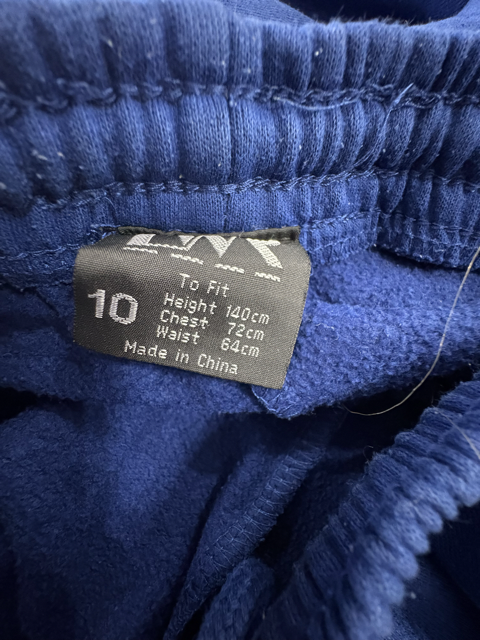 To Fit
10
Height 140cm
Chest 72cm
Waist 64cm
Made in China